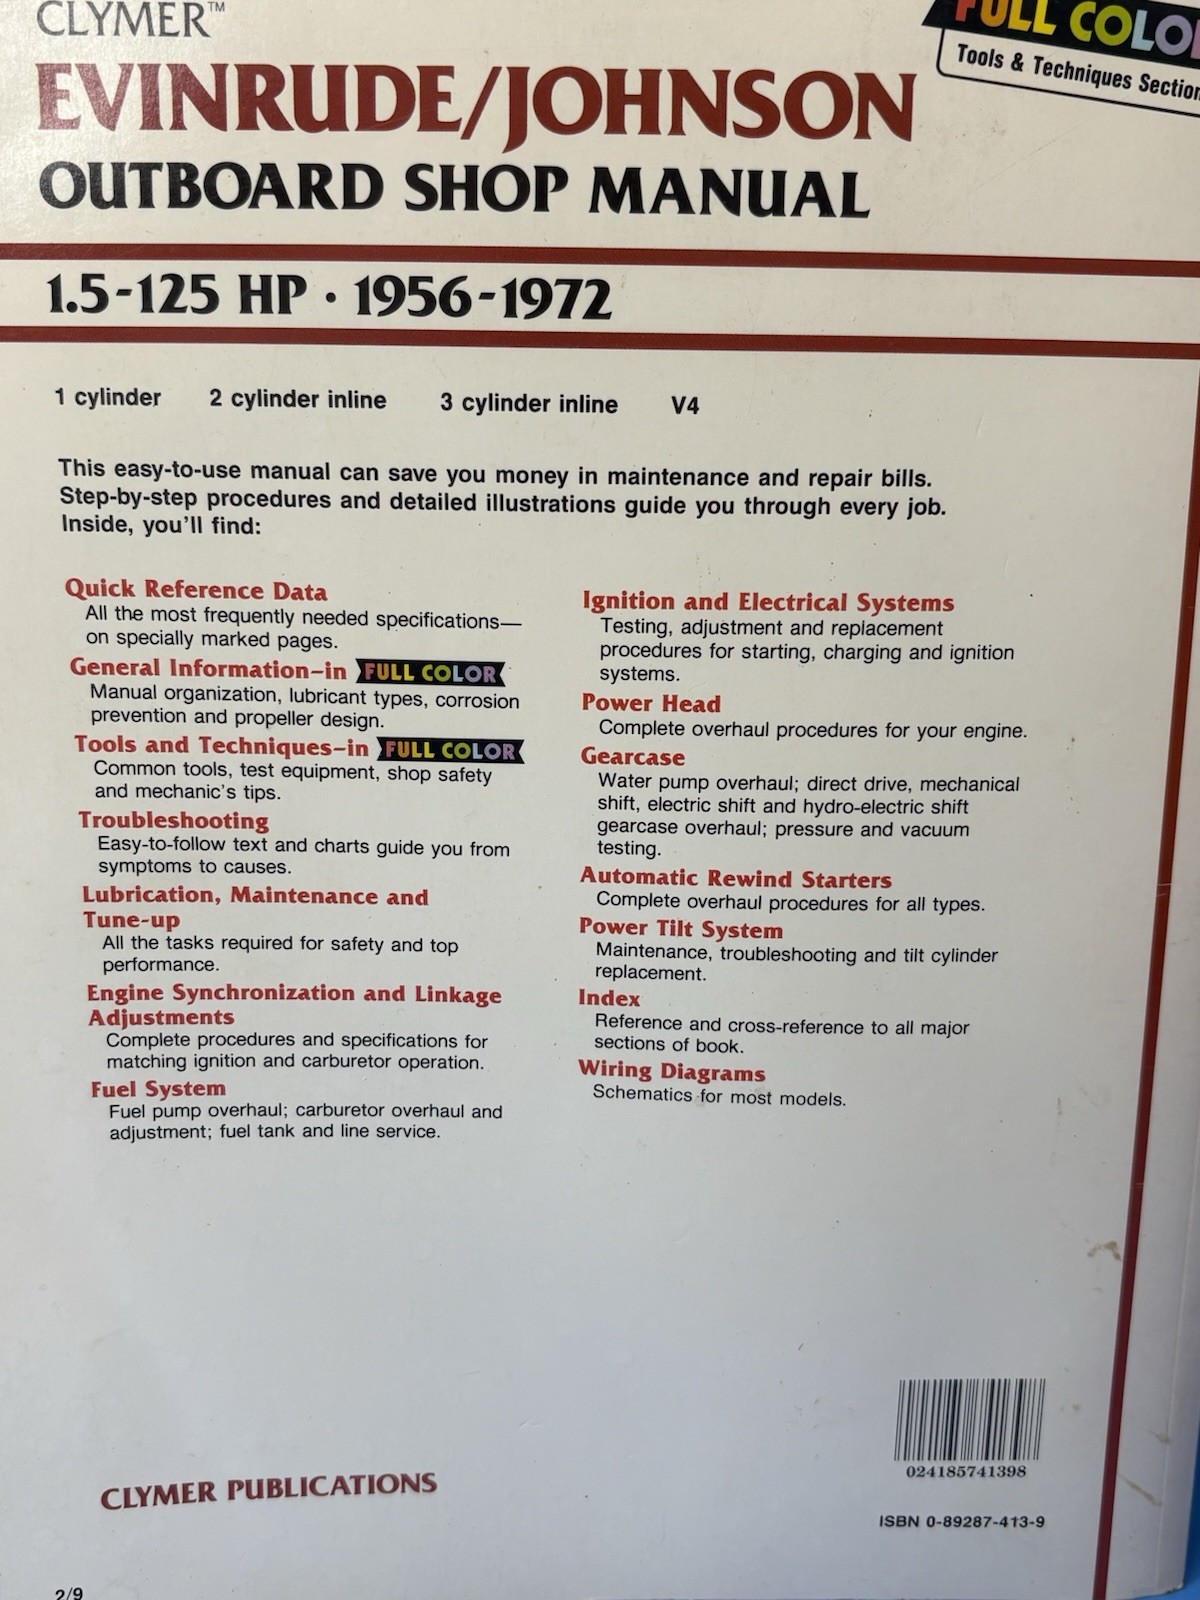 CLYMER™
EVINRUDE/JOHNSON
OUTBOARD SHOP MANUAL
FULL COLO
Tools & Techniques Section
1.5-125 HP · 1956-1972
1 cylinder 2 cylinder inline 3 cylinder inline V4
This easy-to-use manual can save you money in maintenance and repair bills.
Step-by-step procedures and detailed illustrations guide you through every job.
Inside, you'll find:
Quick Reference Data
All the most frequently needed specifications—
on specially marked pages.
General Information–in FULL COLOR
Manual organization, lubricant types, corrosion
prevention and propeller design.
Tools and Techniques–in FULL COLOR
Common tools, test equipment, shop safety
and mechanic's tips.
Troubleshooting
Easy-to-follow text and charts guide you from
symptoms to causes.
Lubrication, Maintenance and
Tune-up
All the tasks required for safety and top
performance.
Engine Synchronization and Linkage
Adjustments
Complete procedures and specifications for
matching ignition and carburetor operation.
Fuel System
Fuel pump overhaul; carburetor overhaul and
adjustment; fuel tank and line service.
Ignition and Electrical Systems
Testing, adjustment and replacement
procedures for starting, charging and ignition
systems.
Power Head
Complete overhaul procedures for your engine.
Gearcase
Water pump overhaul; direct drive, mechanical
shift, electric shift and hydro-electric shift
gearcase overhaul; pressure and vacuum
testing.
Automatic Rewind Starters
Complete overhaul procedures for all types.
Power Tilt System
Maintenance, troubleshooting and tilt cylinder
replacement.
Index
Reference and cross-reference to all major
sections of book.
Wiring Diagrams
Schematics for most models.
024185741398
CLYMER PUBLICATIONS
ISBN 0-89287-413-9
2/9